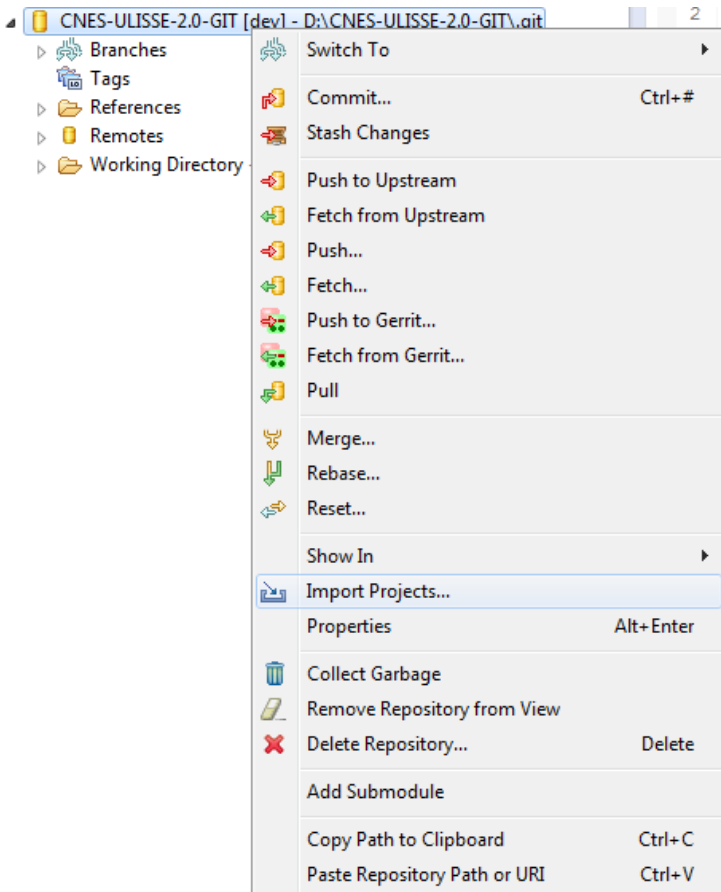 CNES-ULISSE-2.0-GIT [dev] - D:\CNES-ULISSE-2.0-GIT\.git
2
Branches
Tags
References
Remotes
Working Directory -
Switch To
Commit... Ctrl+#
Stash Changes
Push to Upstream
Fetch from Upstream
Push...
Fetch...
Push to Gerrit...
Fetch from Gerrit...
Pull
Merge...
Rebase...
Reset...
Show In
Import Projects...
Properties Alt+Enter
Collect Garbage
Remove Repository from View
Delete Repository... Delete
Add Submodule
Copy Path to Clipboard Ctrl+C
Paste Repository Path or URI Ctrl+V